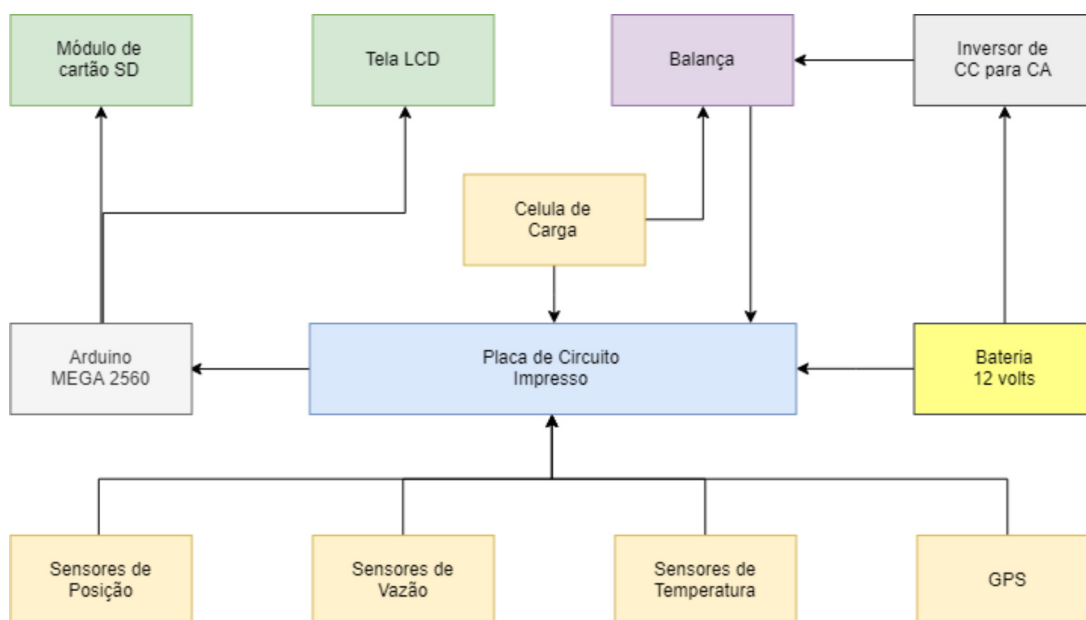 Módulo de
cartão SD
Tela LCD
Balança
Inversor de
CC para CA
Celula de
Carga
Arduino
MEGA 2560
Placa de Circuito
Impresso
Bateria
12 volts
Sensores de
Posição
Sensores de
Vazão
Sensores de
Temperatura
GPS